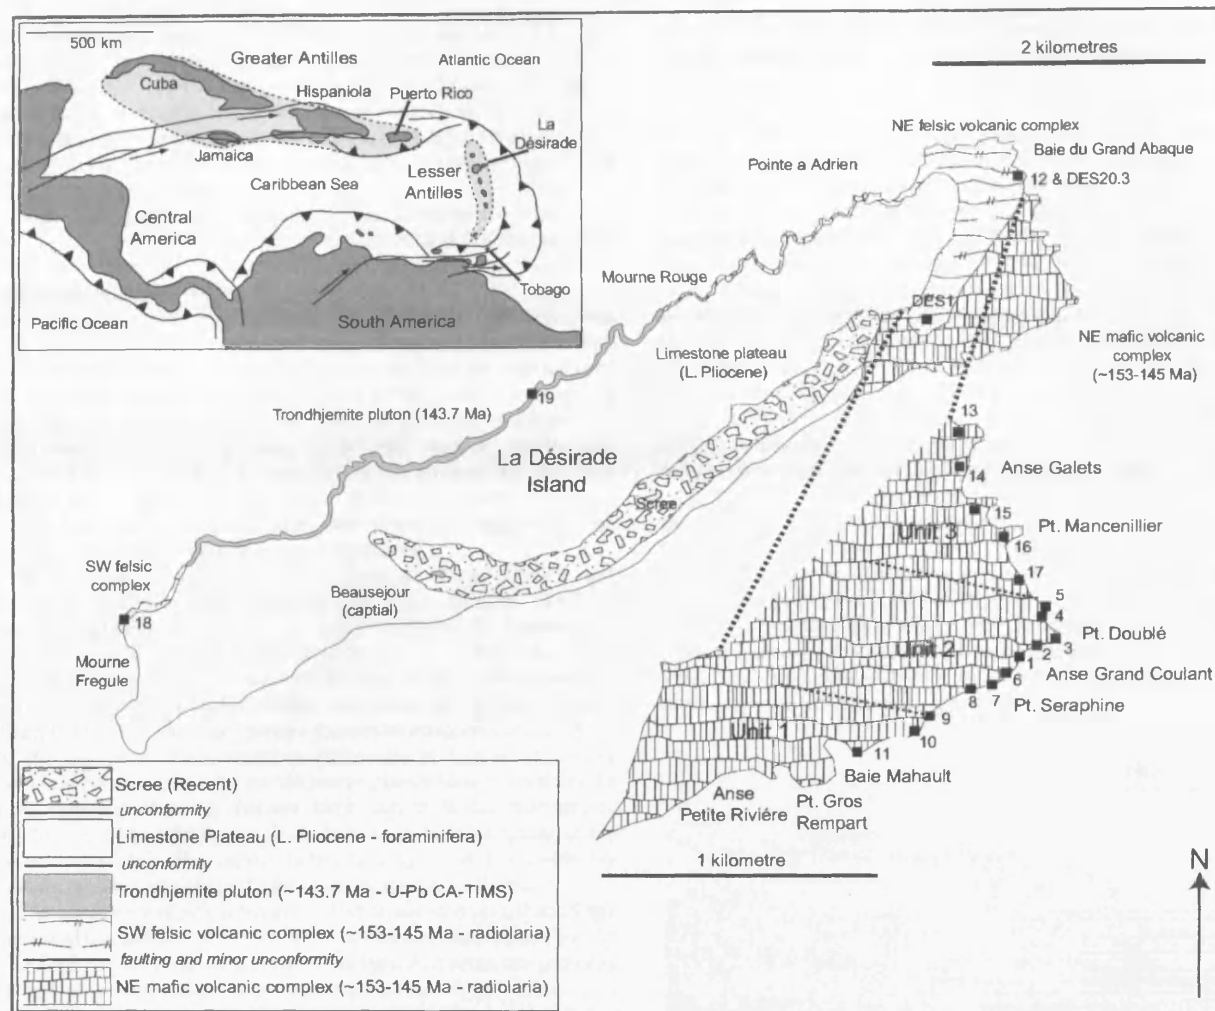 500 km
Greater Antilles
Atlantic Ocean
Cuba
Hispaniola
Puerto Rico
La
Désirade
Jamaica
Lesser
Antilles
Caribbean Sea
Central
America
Tobago
Pacific Ocean
South America
2 kilometres
NE felsic volcanic complex
Baie du Grand Abaque
Pointe a Adrien
12 & DES20.3
Mourne Rouge
DES1
Limestone plateau
(L. Pliocene)
NE mafic volcanic
complex
(~153-145 Ma)
19
Trondhjemite pluton (143.7 Ma)
13
La Désirade
Island
Anse Galets
14
Scree
15
Unit 3
Pt. Mancenillier
16
SW felsic
complex
17
Beausejour
(captial)
5
4
18
Pt. Doublé
3
2
Unit 2
Mourne
Fregule
1
Anse Grand Coulant
6
8
7
Pt. Seraphine
9
Unit 1
10
11
Baie Mahault
Anse
Petite Riviére
Pt. Gros
Rempart
1 kilometre
N
Scree (Recent)
unconformity
Limestone Plateau (L. Pliocene - foraminifera)
unconformity
Trondhjemite pluton (~143.7 Ma - U-Pb CA-TIMS)
SW felsic volcanic complex (~153-145 Ma - radiolaria)
faulting and minor unconformity
NE mafic volcanic complex (~153-145 Ma - radiolaria)